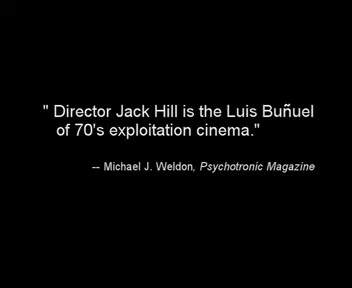 " Director Jack Hill is the Luis Buñuel
of 70's exploitation cinema."
-- Michael J. Weldon, Psychotronic Magazine